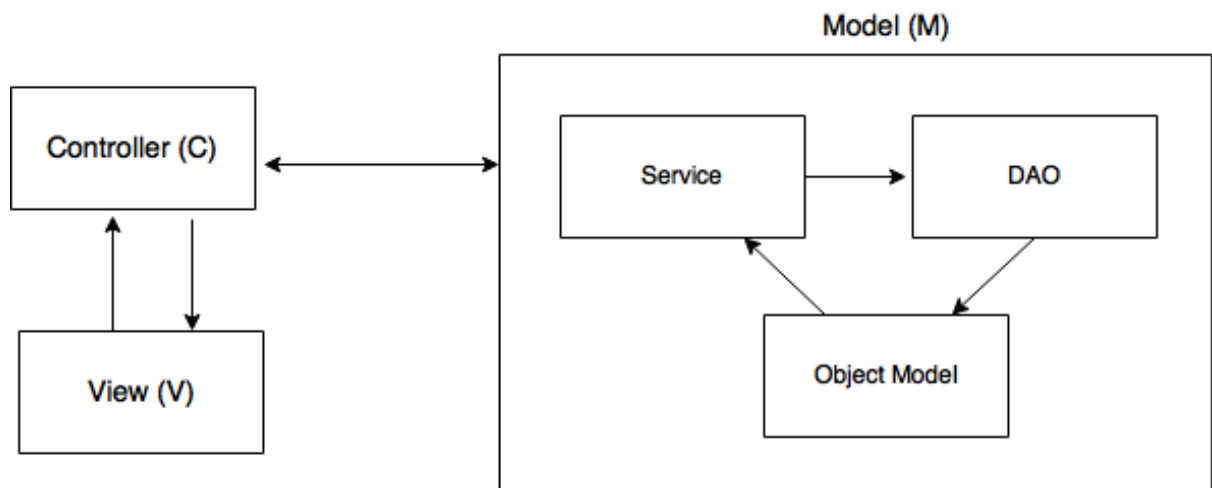 Model (M)
Controller (C)
Service
DAO
View (V)
Object Model